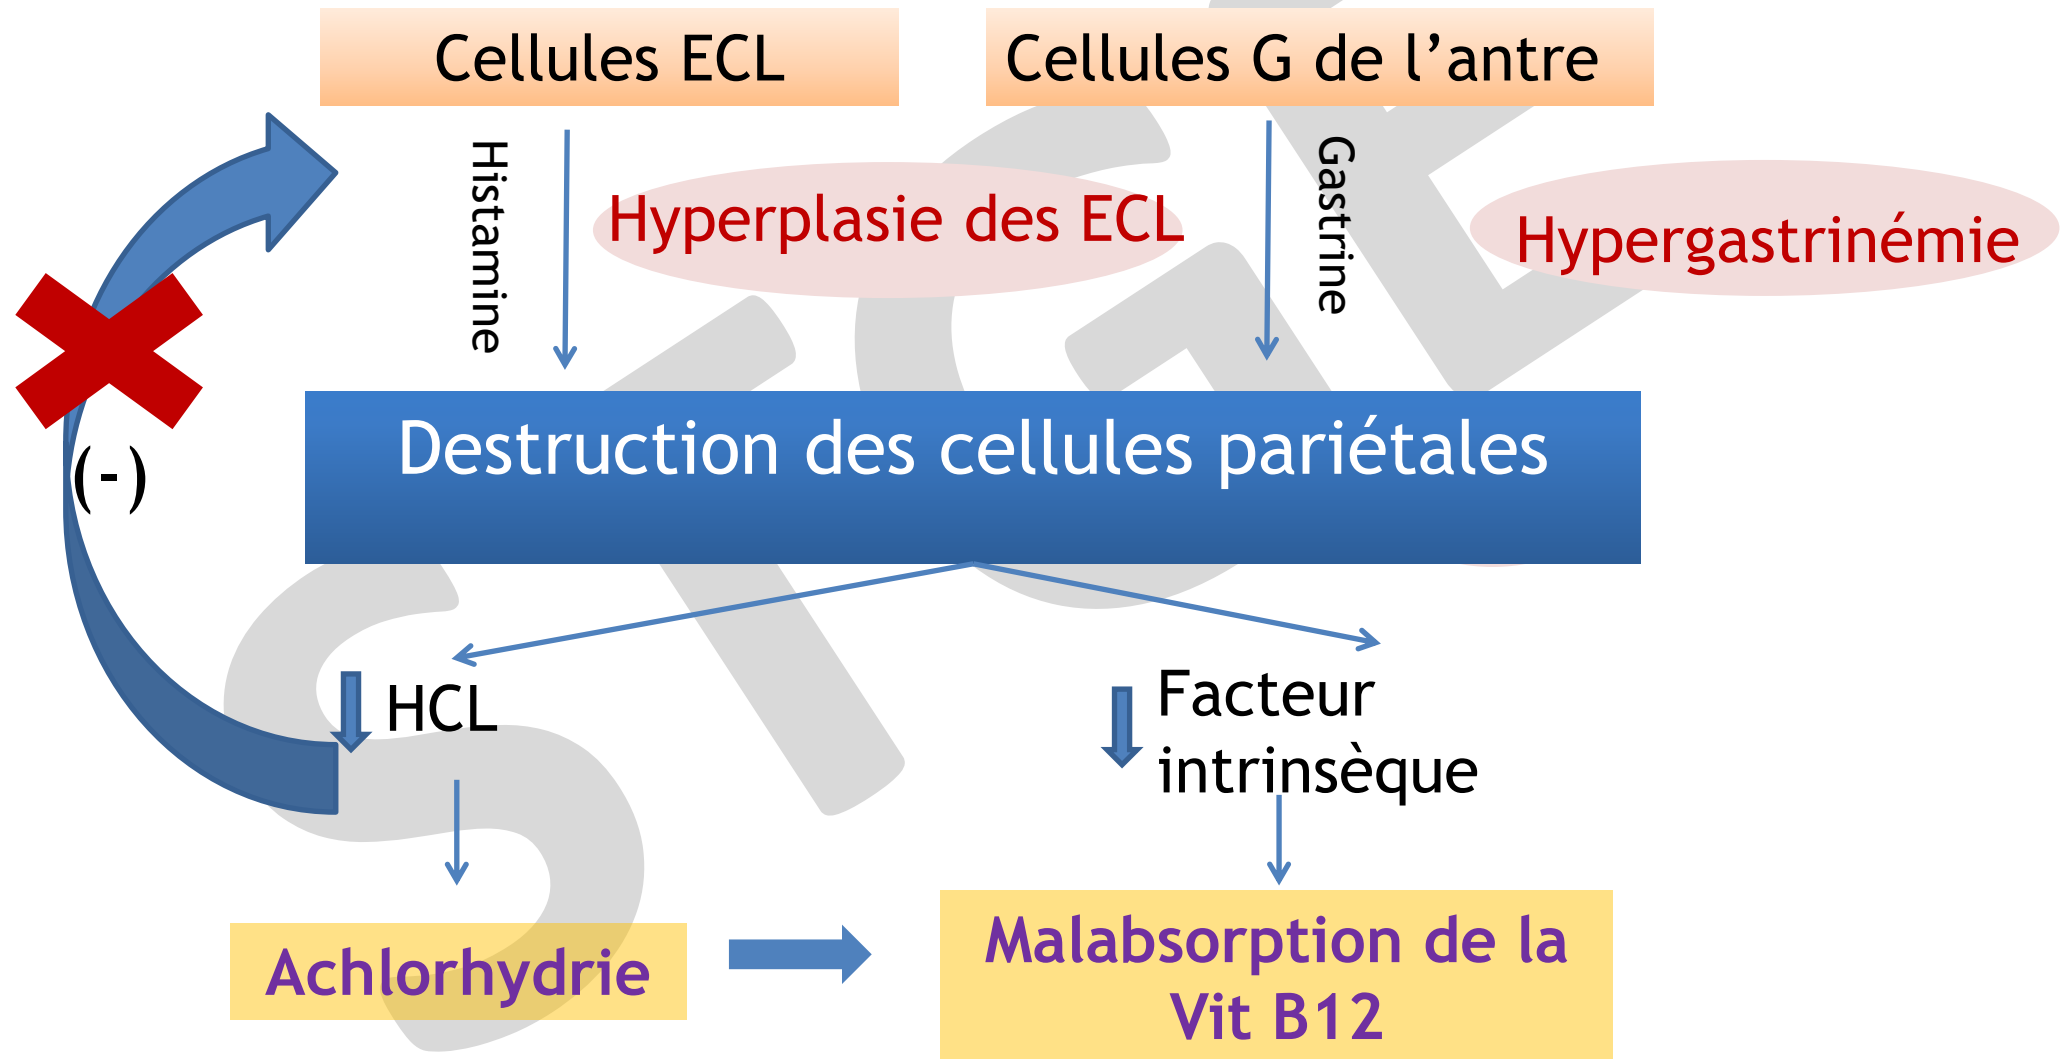 Cellules ECL
Cellules G de l’antre
Histamine
Hyperplasie des ECL
Gastrine
Hypergastrinémie
(-)
Destruction des cellules pariétales
HCL
Facteur
intrinsèque
Achlorhydrie
Malabsorption de la
Vit B12